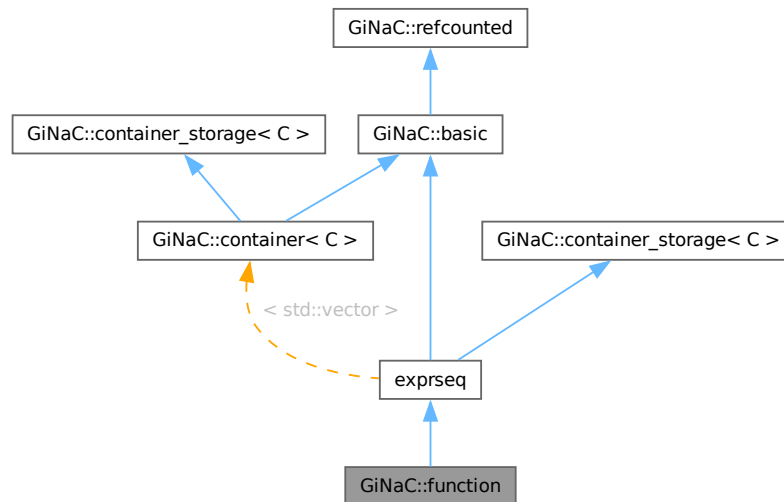 GiNaC::refcounted
GiNaC::container_storage< C >
GiNaC::basic
GiNaC::container< C >
GiNaC::container_storage< C >
< std::vector >
exprseq
GiNaC::function